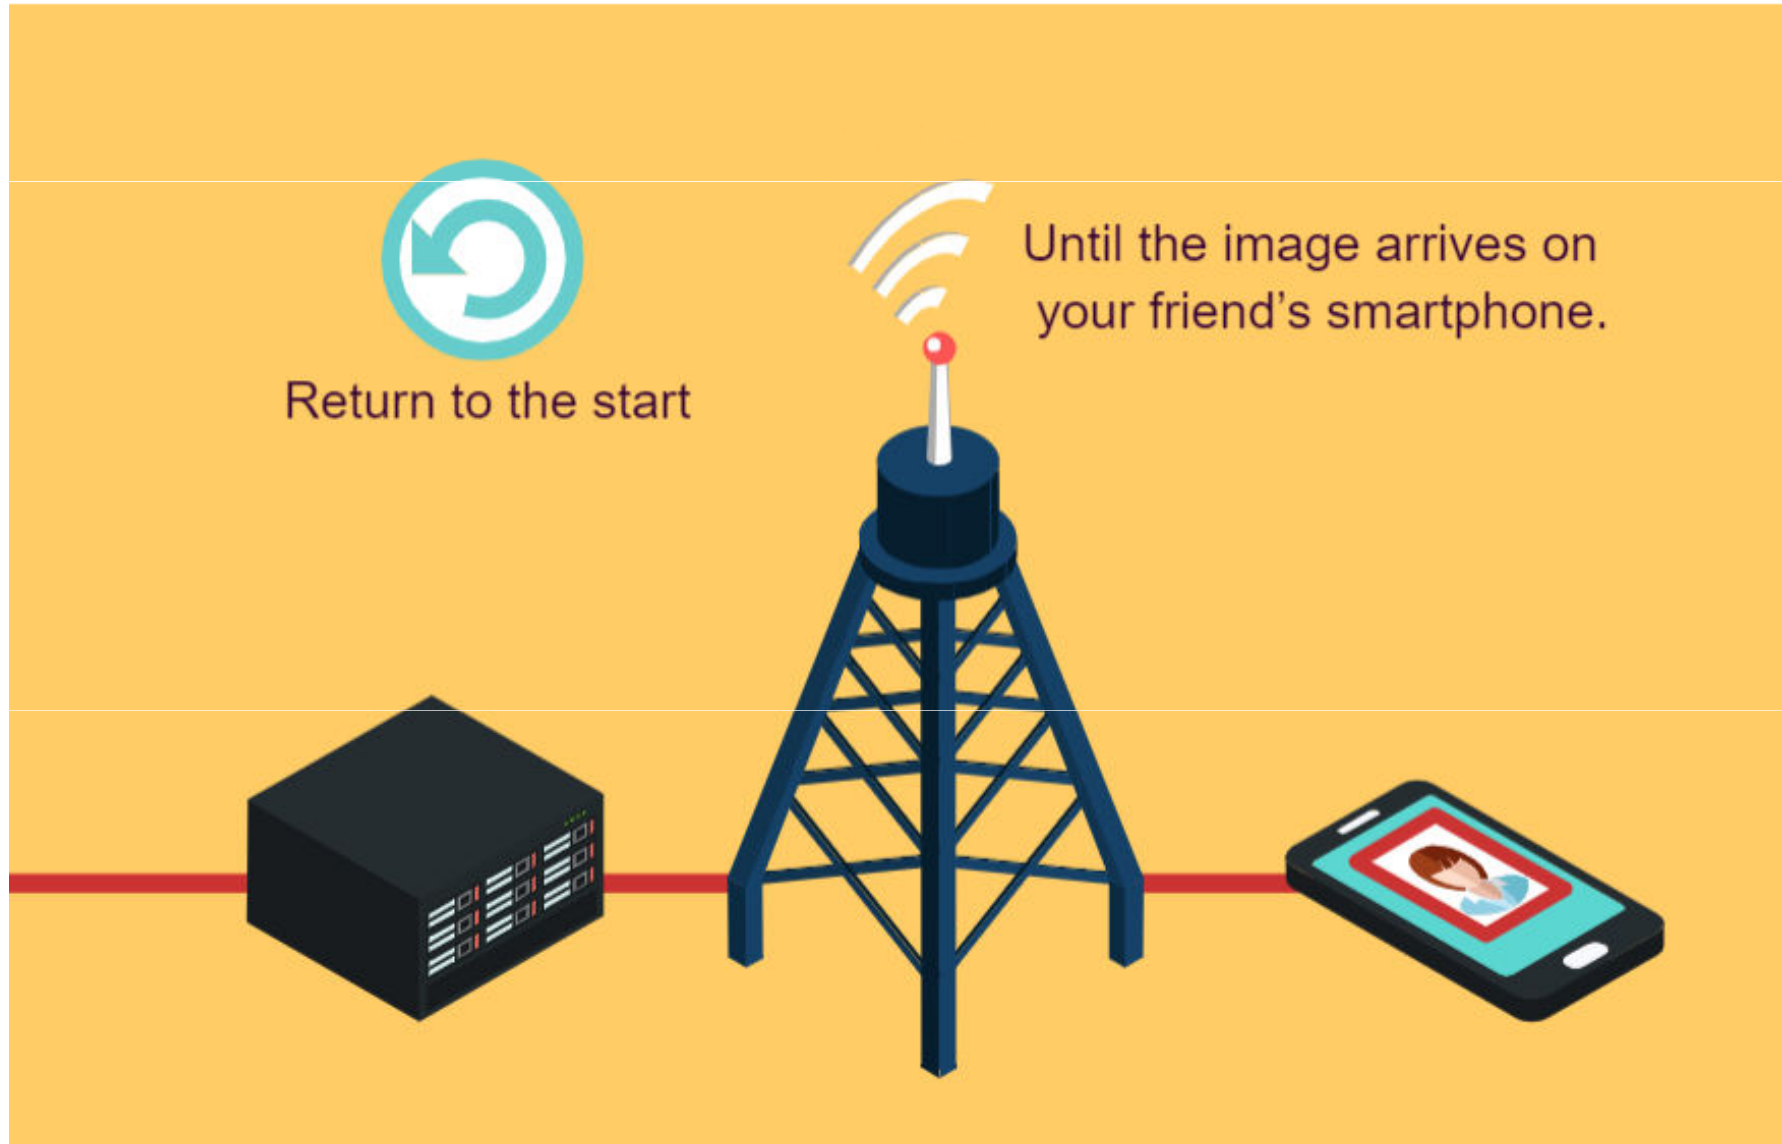 Until the image arrives on
your friend's smartphone.
Return to the start